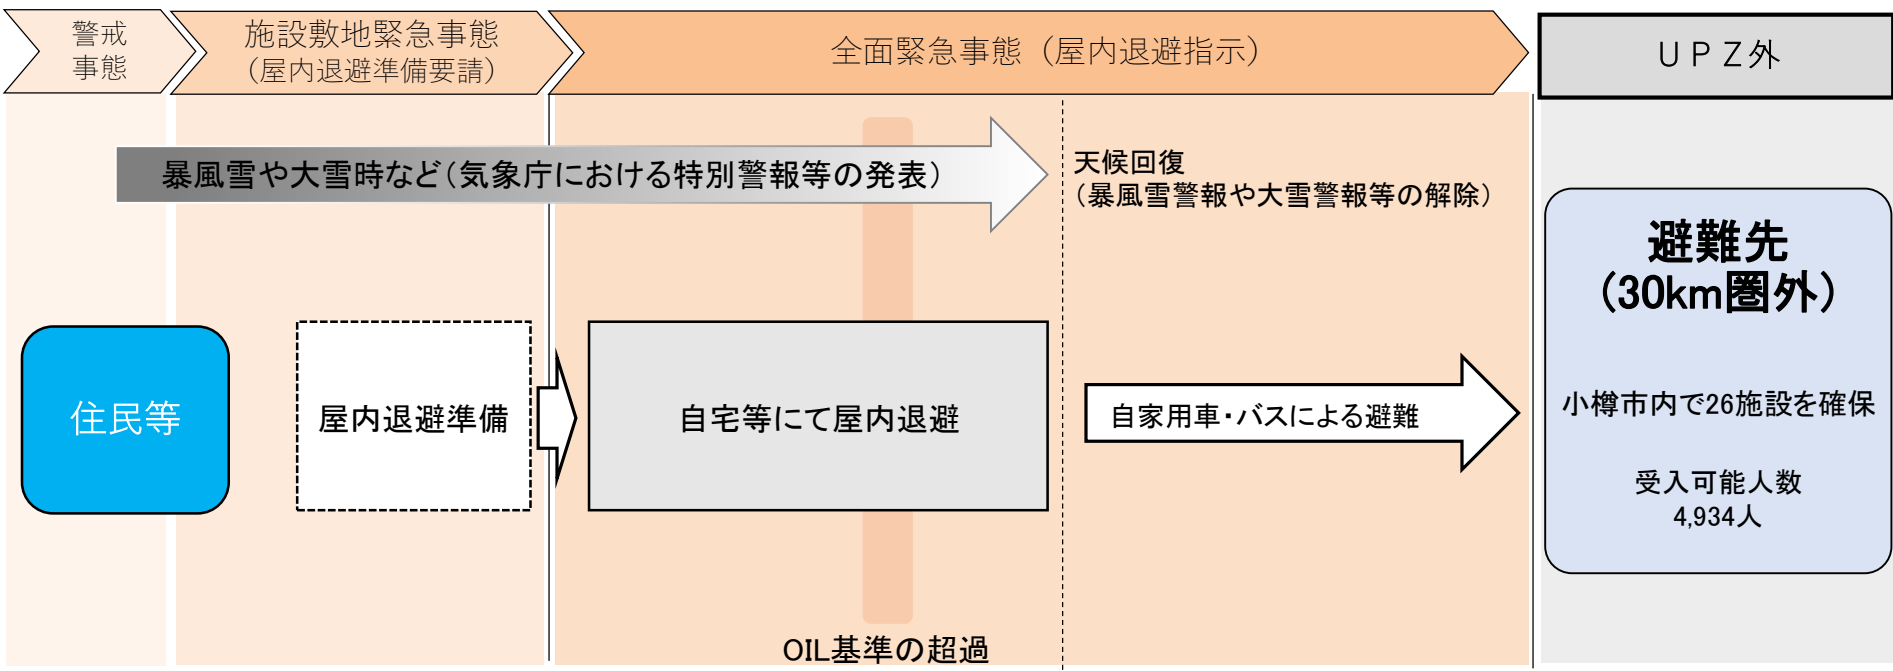 警戒
事態
施設敷地緊急事態
（屋内退避準備要請）
全面緊急事態（屋内退避指示）
ＵＰＺ外
暴風雪や大雪時など（気象庁における特別警報等の発表）
天候回復
（暴風雪警報や大雪警報等の解除）
避難先
（30km圏外）
小樽市内で26施設を確保
受入可能人数
4,934人
住民等
屋内退避準備
自宅等にて屋内退避
自家用車・バスによる避難
OIL基準の超過